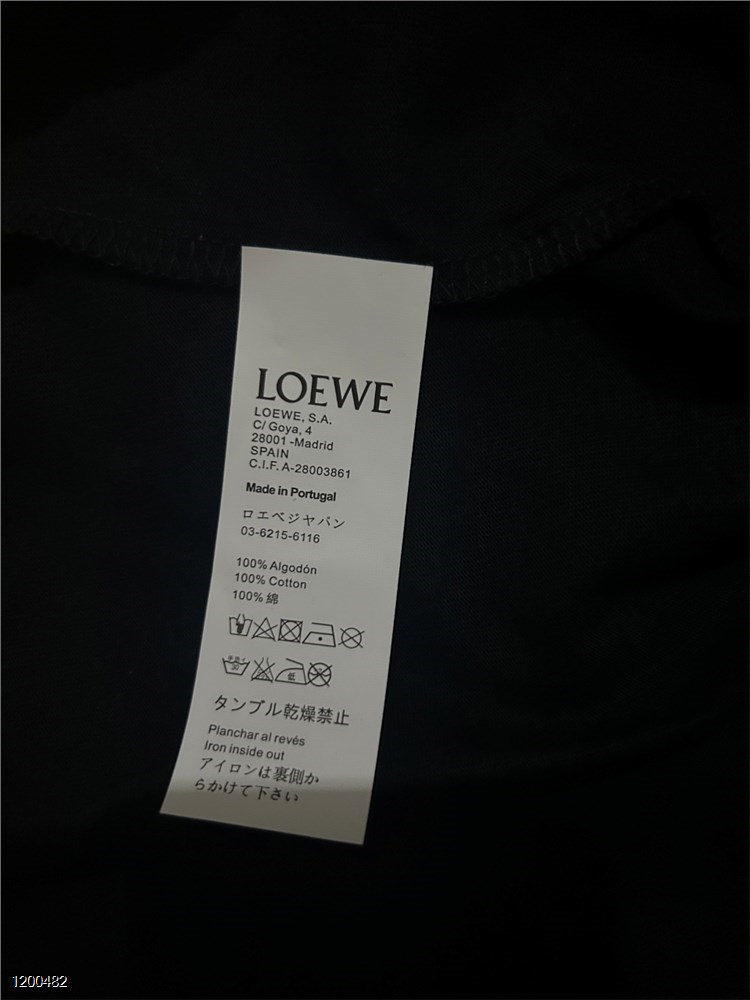 LOEWE
LOEWE, S.A.
C/ Goya, 4
28001 -Madrid
SPAIN
C.I.F. A-28003861
Made in Portugal
ロエベジャパン
03-6215-6116
100% Algodón
100% Cotton
100% 綿
タンブル乾燥禁止
Planchar al revés
Iron inside out
アイロンは裏側か
らかけて下さい
1200482